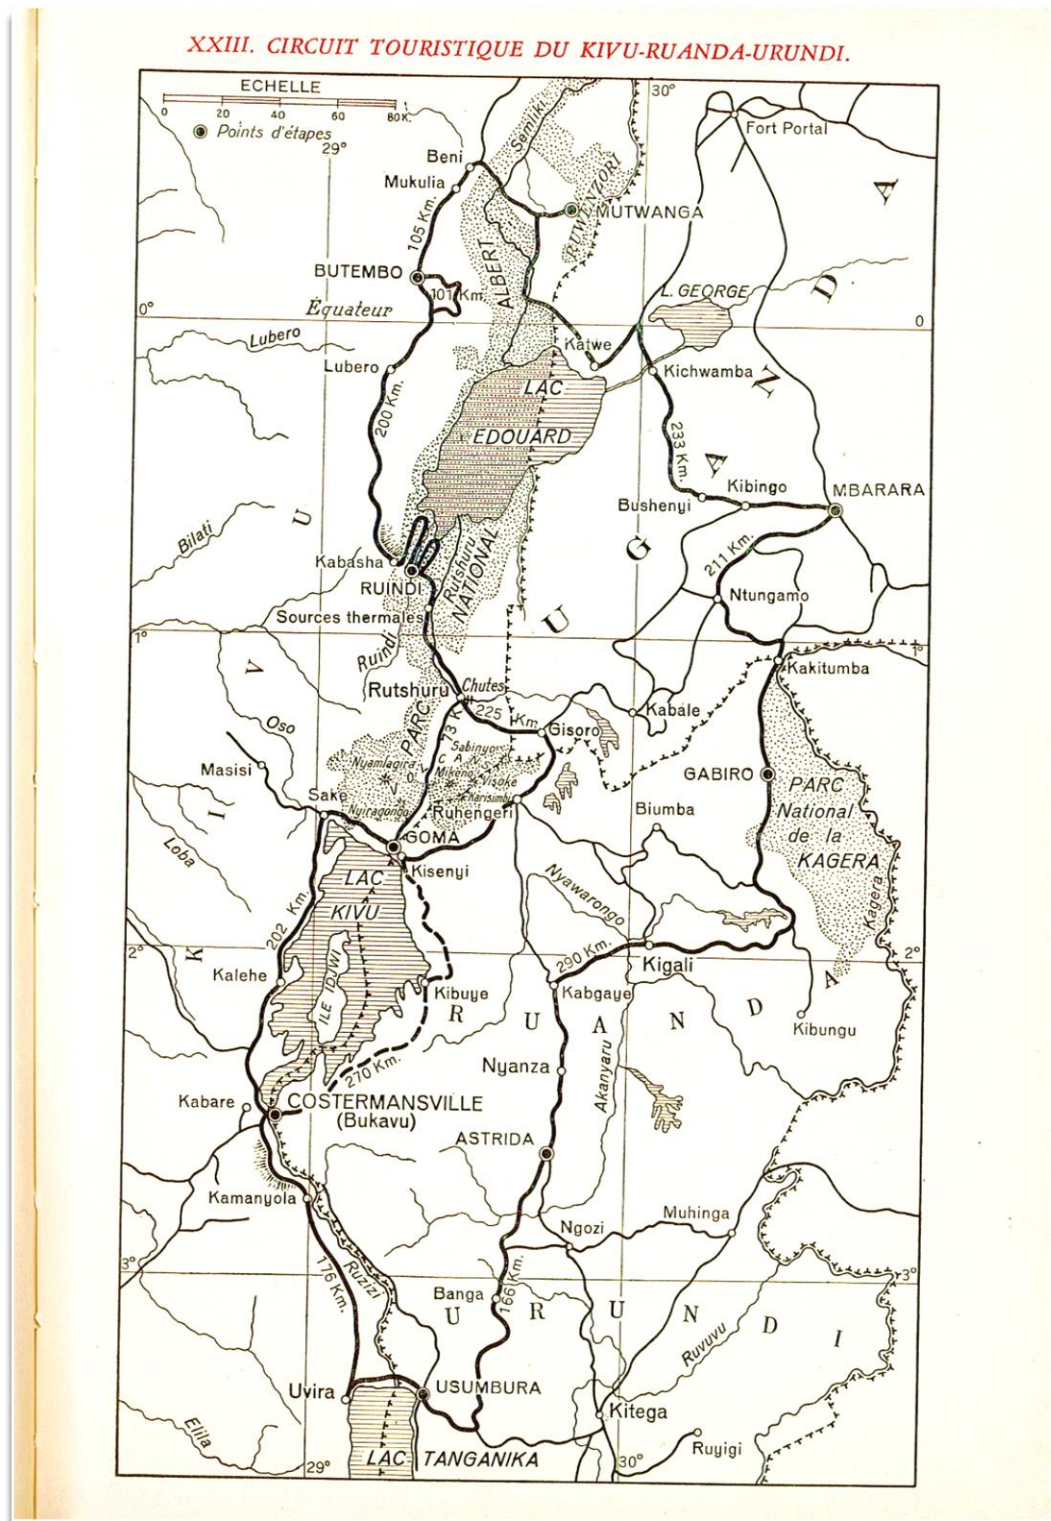 XXIII. CIRCUIT TOURISTIQUE DU KIVU-RUANDA-URUNDI.
ECHELLE
0 20 40 60 80 K.
Points d'étapes
29°
30°
Fort Portal
Beni
Semliki
Mukulia
RUWENZORI
MUTWANGA
105 Km.
ALBERT
BUTEMBO
101 Km.
Équateur
L. GEORGE
0°
0
Lubero
Katwe
Lubero
Kichwamba
LAC
EDOUARD
200 Km.
233 Km.
Kibingo
MBARARA
Bushenyi
Bilati
211 Km.
Kabasha
RUINDI
Rutshuru
NATIONAL
Ntungamo
Sources thermales
1°
1°
Ruindi
Kakitumba
Rutshuru
Chutes
225 Km.
Kabale
PARC
73 K
Gisoro
Oso
Masisi
Nyamlagira
VOLCANS
Sabinyo
Mikeno
Visoke
Karisimbi
Nyiragongo
GABIRO
PARC
National
de la
KAGERA
Kagera
Sake
Ruhengeri
Biumba
GOMA
Kisenyi
Loba
LAC
KIVU
Nyawarongo
202 Km.
ILE IDJWI
2°
2°
Kalehe
Kibuye
290 Km.
Kigali
Kabgaye
Kibungu
KIVU
UGANDA
RUANDA
Nyanza
Akanyaru
270 Km.
Kabare
COSTERMANSVILLE
(Bukavu)
ASTRIDA
Kamanyola
Ngozi
Muhinga
3°
3°
176 Km.
Ruzizi
Banga
166 Km.
URUNDI
Ruvuvu
Uvira
USUMBURA
Kitega
Elila
Ruyigi
LAC TANGANIKA
29°
30°